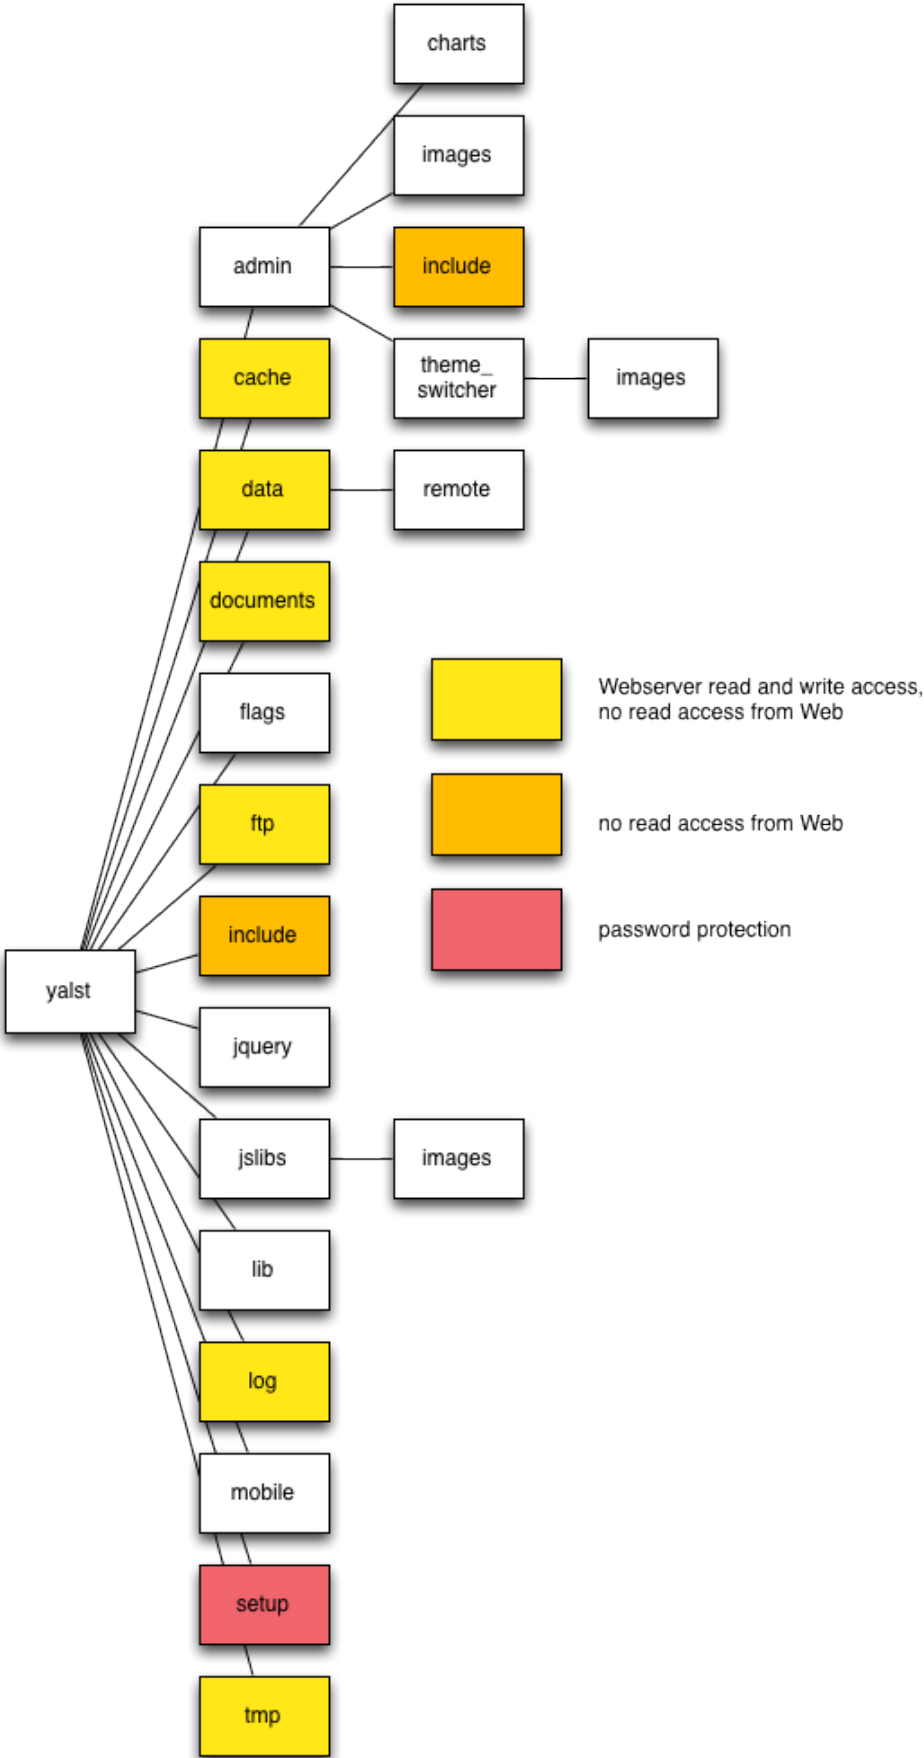 charts
images
admin
include
cache
theme_
switcher
images
data
remote
documents
Webserver read and write access,
no read access from Web
flags
ftp
no read access from Web
include
password protection
yalst
jquery
jslibs
images
lib
log
mobile
setup
tmp